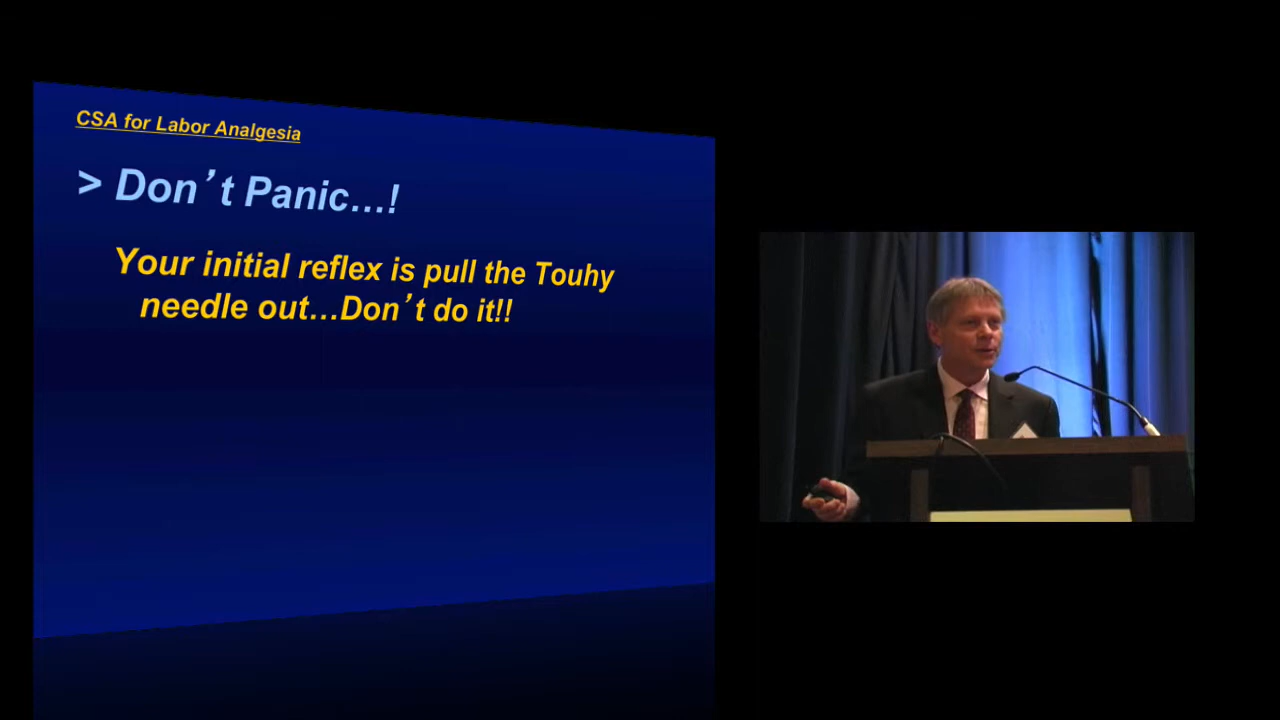 CSA for Labor Analgesia
> Don’t Panic…!
Your initial reflex is pull the Touhy
needle out…Don’t do it!!